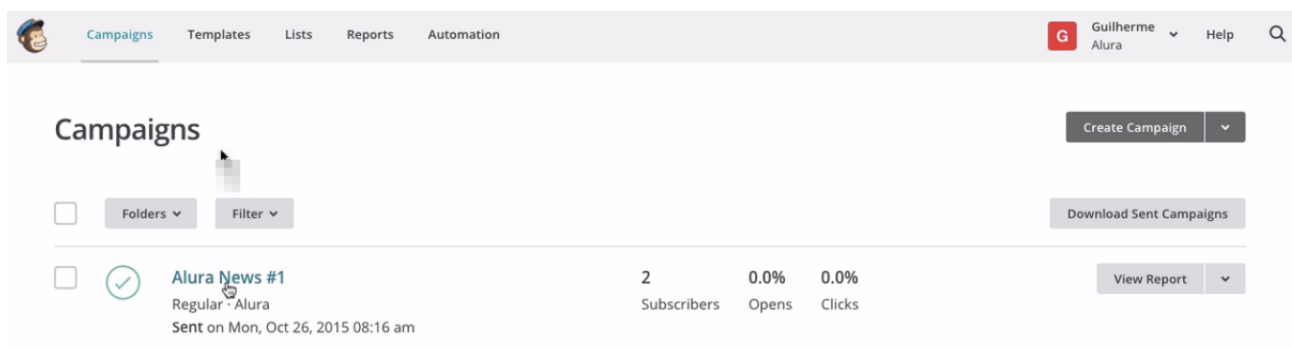 Campaigns Templates Lists Reports Automation G Guilherme Help
Alura
Campaigns
Create Campaign
Folders Filter Download Sent Campaigns
Alura News #1 2 0.0% 0.0% View Report
Regular · Alura Subscribers Opens Clicks
Sent on Mon, Oct 26, 2015 08:16 am